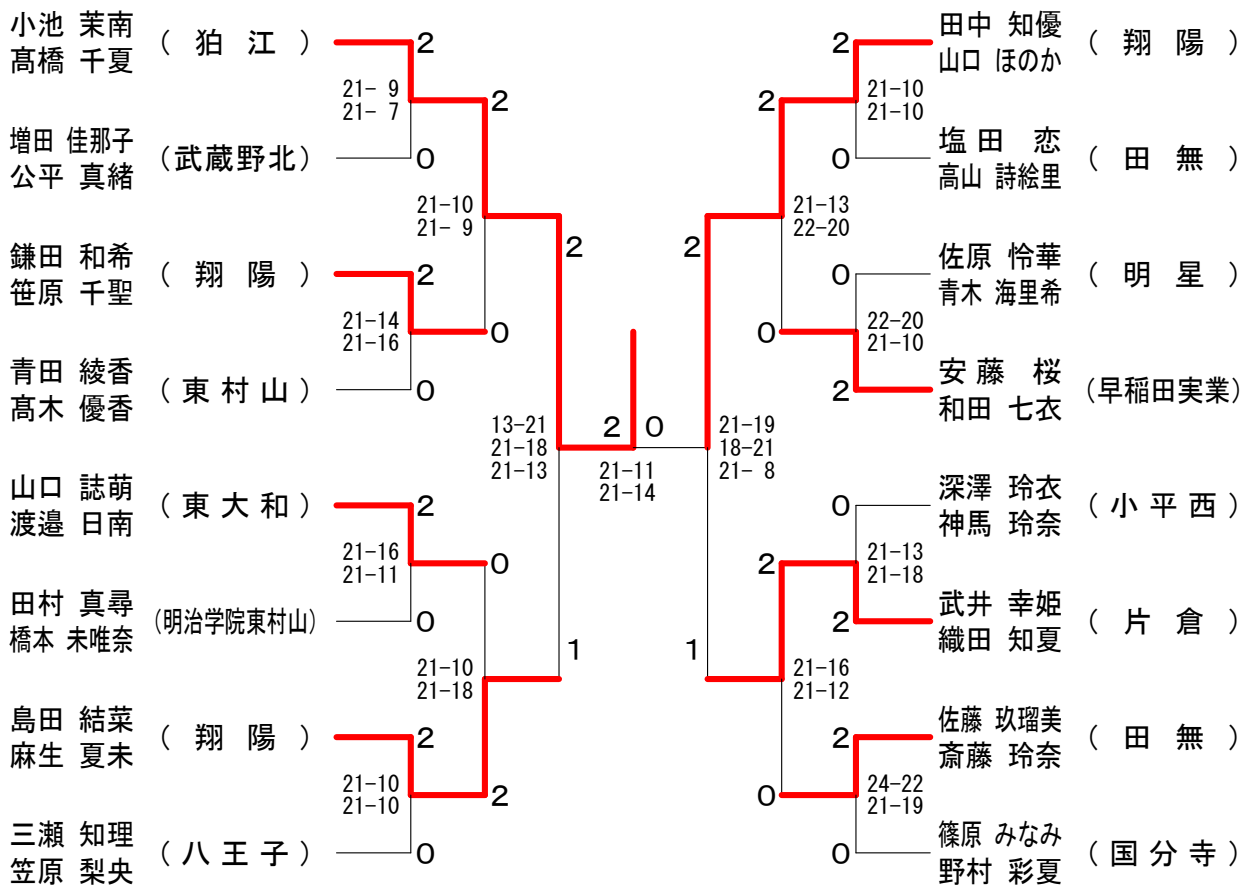 小池 茉南
髙橋 千夏
（ 狛 江 ）
2
21- 9
21- 7
2
増田 佳那子
公平 真緒
（武蔵野北）
0
21-10
21- 9
2
鎌田 和希
笹原 千聖
（ 翔 陽 ）
2
21-14
21-16
0
青田 綾香
髙木 優香
（ 東 村 山 ）
0
13-21
21-18
21-13
山口 誌萌
渡邉 日南
（ 東 大 和 ）
2
21-16
21-11
0
田村 真尋
橋本 未唯奈
（明治学院東村山）
0
21-10
21-18
1
島田 結菜
麻生 夏未
（ 翔 陽 ）
2
21-10
21-10
2
三瀬 知理
笠原 梨央
（ 八 王 子 ）
0
2 0
21-11
21-14
田中 知優
山口 ほのか
（ 翔 陽 ）
2
21-10
21-10
2
塩田 恋
高山 詩絵里
（ 田 無 ）
0
21-13
22-20
2
佐原 怜華
青木 海里希
（ 明 星 ）
0
22-20
21-10
0
安藤 桜
和田 七衣
（早稲田実業）
2
21-19
18-21
21- 8
深澤 玲衣
神馬 玲奈
（ 小 平 西 ）
0
21-13
21-18
2
武井 幸姫
織田 知夏
（ 片 倉 ）
2
21-16
21-12
1
佐藤 玖瑠美
斎藤 玲奈
（ 田 無 ）
2
24-22
21-19
0
篠原 みなみ
野村 彩夏
（ 国 分 寺 ）
0